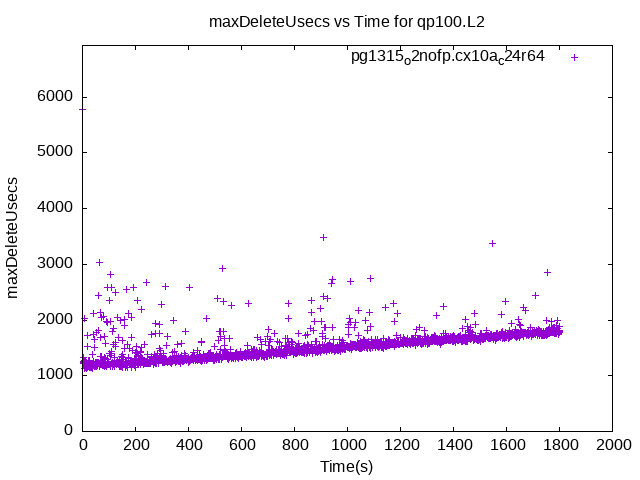 maxDeleteUsecs vs Time for qp100.L2
pg1315o2nofp.cx10ac24r64
6000
5000
4000
3000
2000
1000
0
maxDeleteUsecs
0 200 400 600 800 1000 1200 1400 1600 1800 2000
Time(s)